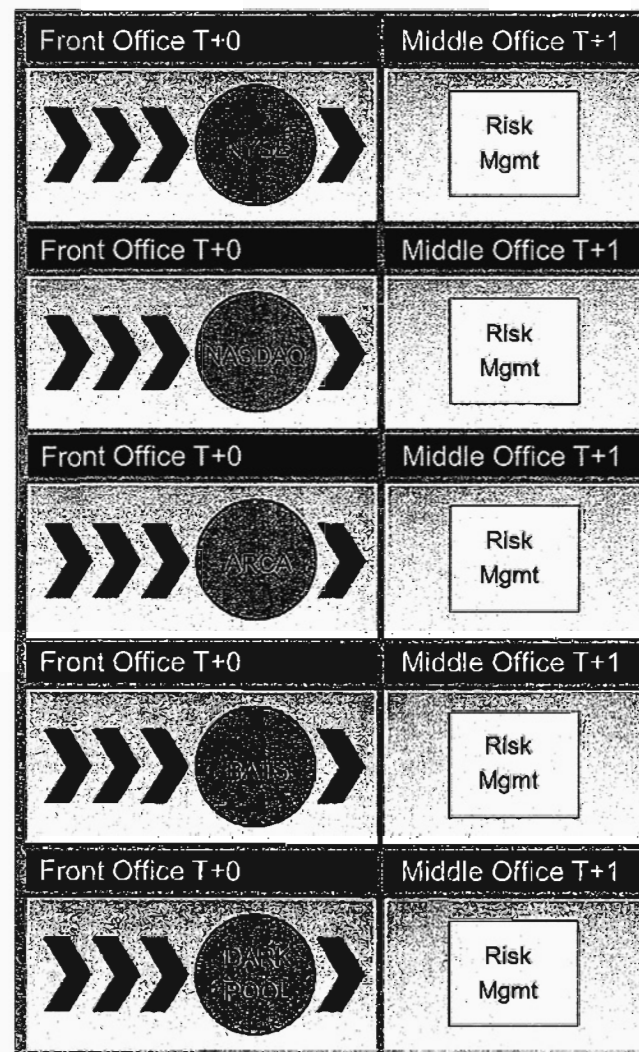 Front Office T+0
Middle Office T+1
NYSE
Risk
Mgmt
Front Office T+0
Middle Office T+1
NASDAQ
Risk
Mgmt
Front Office T+0
Middle Office T+1
ARCA
Risk
Mgmt
Front Office T+0
Middle Office T+1
BATS
Risk
Mgmt
Front Office T+0
Middle Office T+1
DARK
POOL
Risk
Mgmt